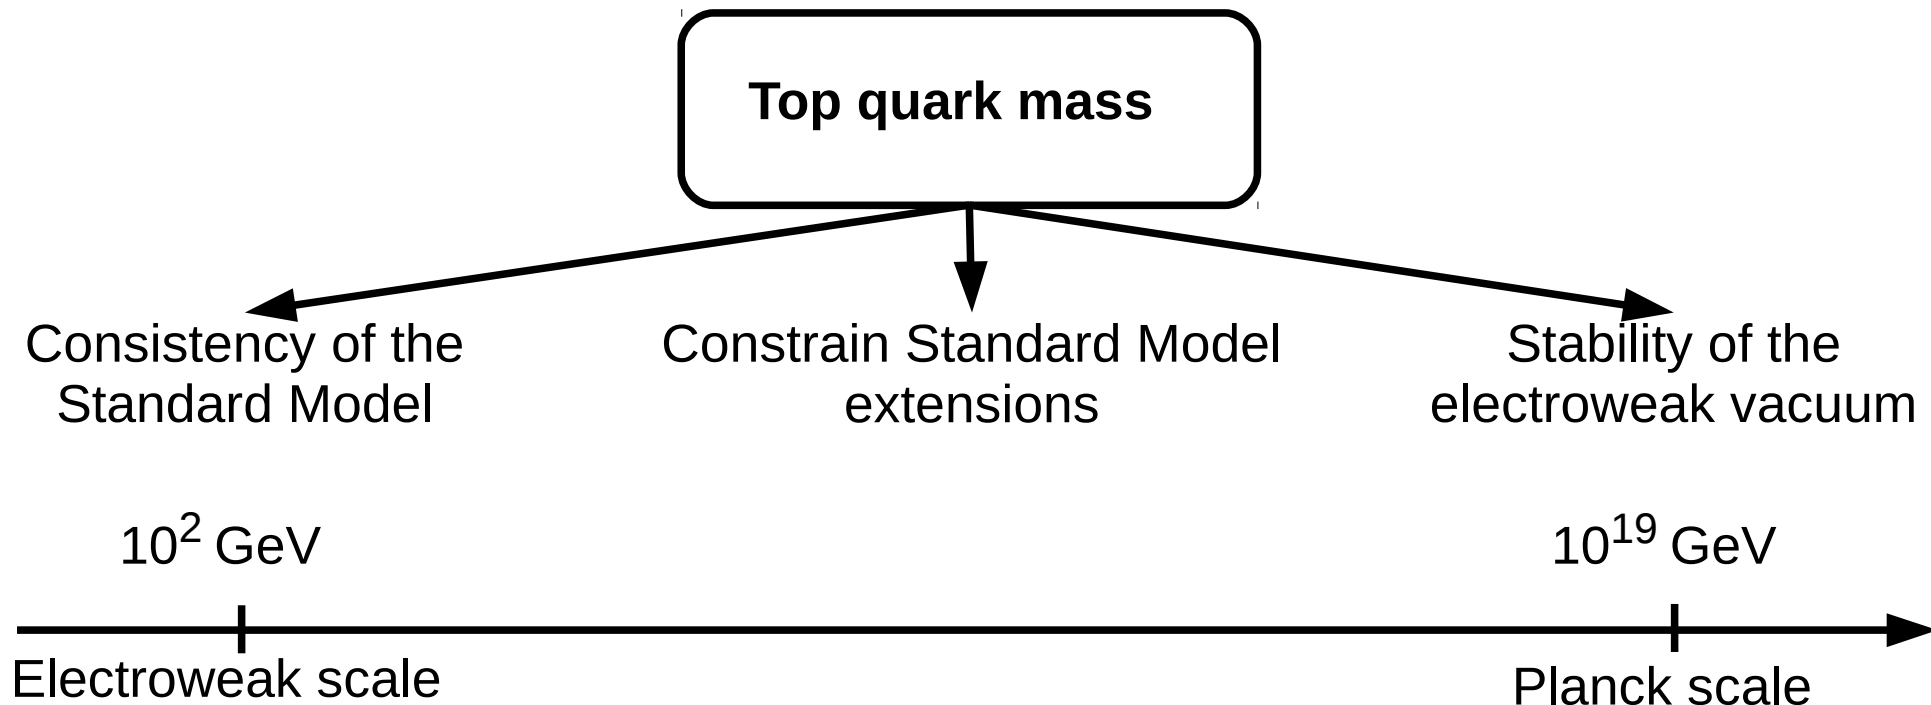 Top quark mass
Consistency of the
Standard Model
Constrain Standard Model
extensions
Stability of the
electroweak vacuum
10² GeV
10¹⁹ GeV
Electroweak scale
Planck scale